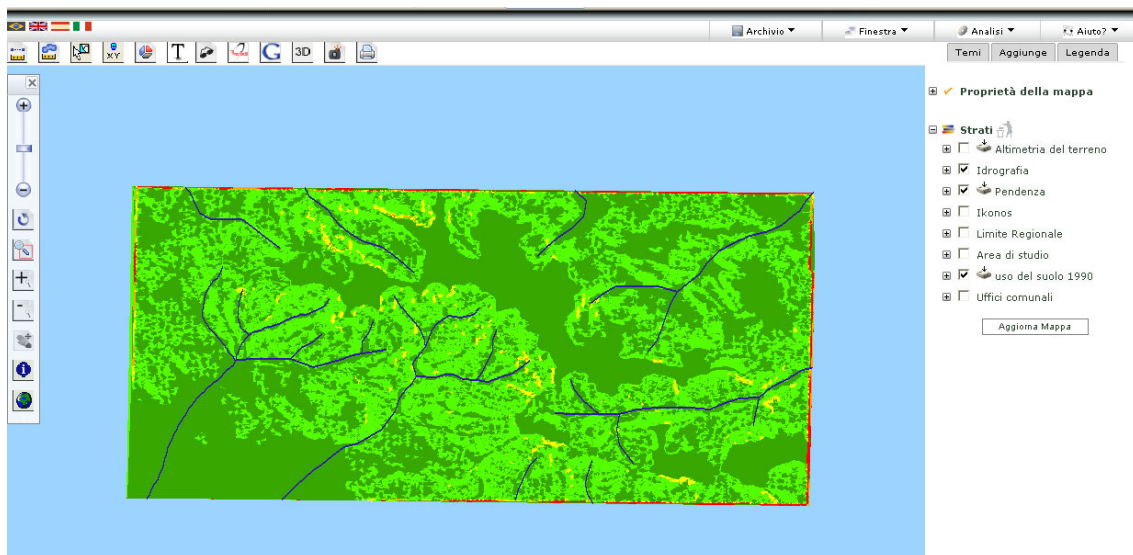 Archivio Finestra Analisi Aiuto?
XY T G 3D
Temi Aggiunge Legenda
Proprietà della mappa
Strati
Altimetria del terreno
Idrografia
Pendenza
Ikonos
Limite Regionale
Area di studio
uso del suolo 1990
Uffici comunali
Aggiorna Mappa